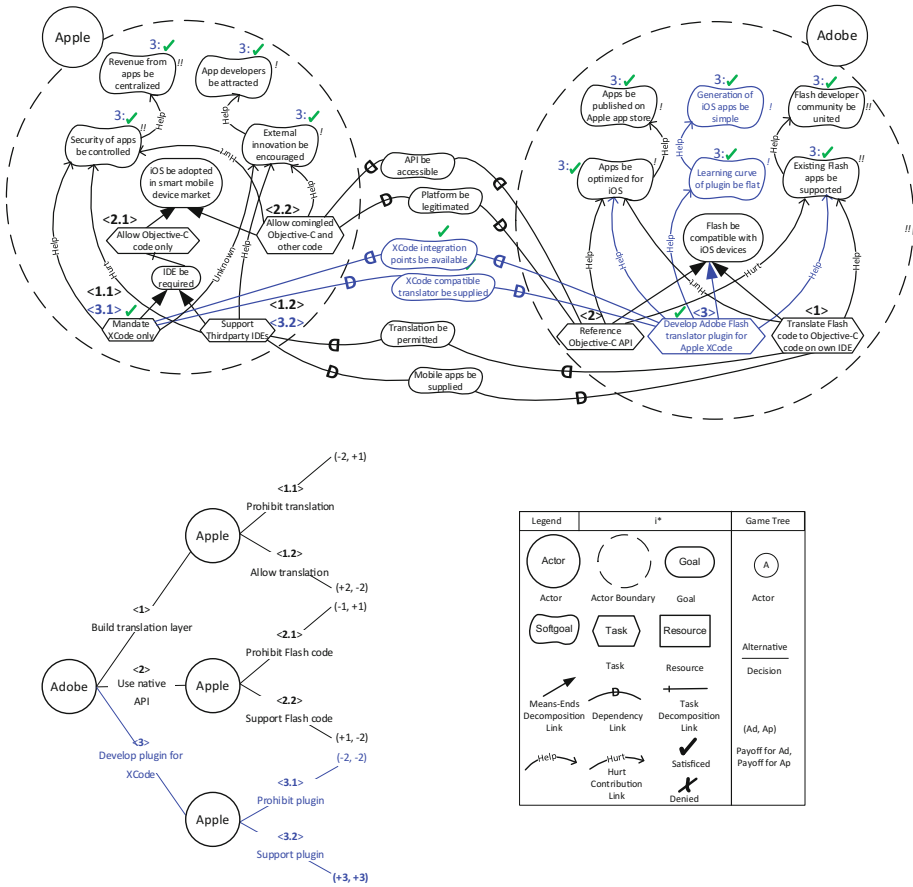 Apple
Adobe
3:
Revenue from
apps be
centralized
!!
3:
App developers
be attracted
!
Help
Help
3:
Security of apps
be controlled
!!
3:
External
innovation be
encouraged
!
Hurt
iOS be adopted
in smart mobile
device market
Help
<2.1>
Allow Objective-C
code only
<2.2>
Allow comingled
Objective-C and
other code
IDE be
required
Help
Hurt
Unknown
Help
<1.1>
<3.1>
Mandate
XCode only
<1.2>
<3.2>
Support
Thirdparty IDEs
API be
accessible
D
D
Platform be
legitimated
D
D
XCode integration
points be available
D
D
XCode compatible
translator be supplied
D
D
Translation be
permitted
D
D
Mobile apps be
supplied
D
D
3:
Apps be
published on
Apple app store
!
3:
Generation of
iOS apps be
simple
!
3:
Flash developer
community be
united
!!
Help
Help
Help
3:
Apps be
optimized for
iOS
!
3:
Learning curve
of plugin be flat
!
3:
Existing Flash
apps be
supported
!!
Flash be
compatible with
iOS devices
!!
Help
Help
Help
Hurt
Hurt
Help
Help
<2>
Reference
Objective-C API
<3>
Develop Adobe Flash
translator plugin for
Apple XCode
<1>
Translate Flash
code to Objective-C
code on own IDE
(-2, +1)
<1.1>
Prohibit translation
Apple
<1.2>
Allow translation
(+2, -2)
<1>
Build translation layer
(-1, +1)
<2.1>
Prohibit Flash code
Adobe
<2>
Use native
API
Apple
<2.2>
Support Flash code
(+1, -2)
<3>
Develop plugin for
XCode
(-2, -2)
<3.1>
Prohibit plugin
Apple
<3.2>
Support plugin
(+3, +3)
Legend
i*
Game Tree
Actor
Goal
A
Actor
Actor Boundary
Goal
Actor
Softgoal
Task
Resource
Task
Resource
Alternative
Decision
D
Means-Ends
Decomposition
Link
Dependency
Link
Task
Decomposition
Link
(Ad, Ap)
Payoff for Ad,
Payoff for Ap
Help
Hurt
Hurt
Contribution
Link
Satisficed
Denied